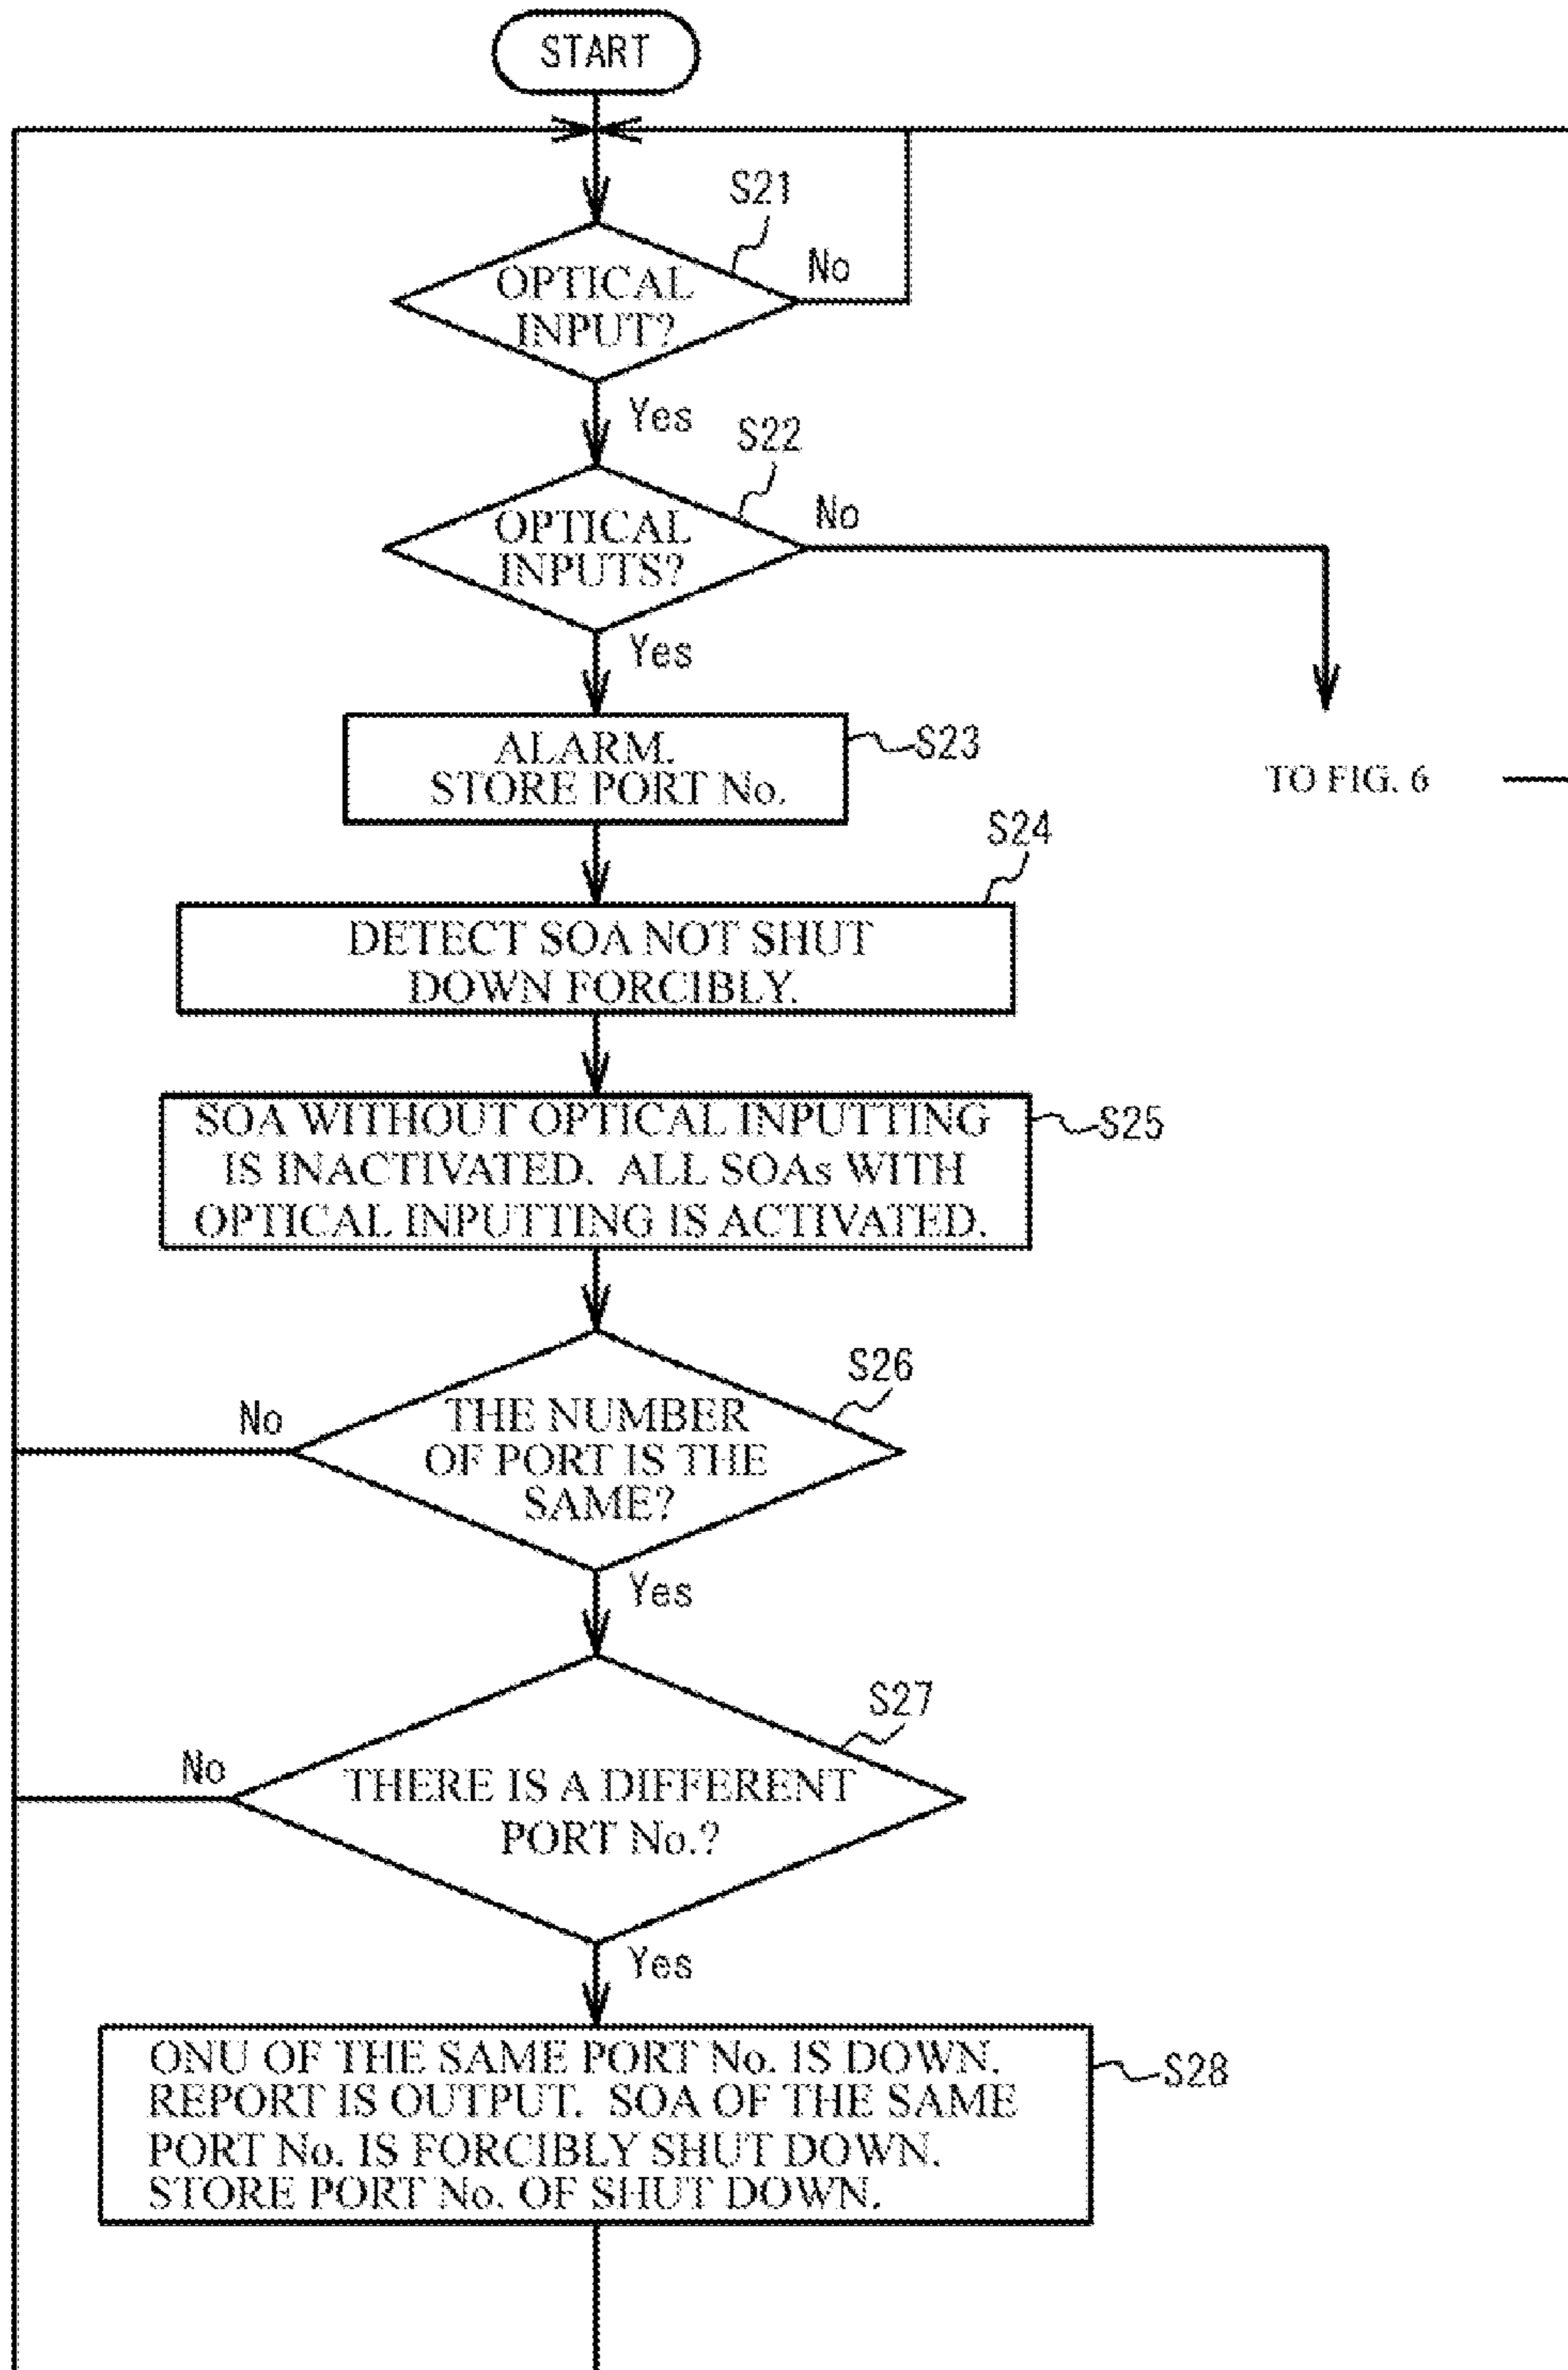 START
S21
OPTICAL
INPUT?
No
Yes
S22
OPTICAL
INPUTS?
No
Yes
ALARM.
STORE PORT No.
S23
TO FIG. 6
S24
DETECT SOA NOT SHUT
DOWN FORCIBLY.
SOA WITHOUT OPTICAL INPUTTING
IS INACTIVATED. ALL SOAs WITH
OPTICAL INPUTTING IS ACTIVATED.
S25
S26
No
THE NUMBER
OF PORT IS THE
SAME?
Yes
S27
No
THERE IS A DIFFERENT
PORT No.?
Yes
ONU OF THE SAME PORT No. IS DOWN.
REPORT IS OUTPUT. SOA OF THE SAME
PORT No. IS FORCIBLY SHUT DOWN.
STORE PORT No. OF SHUT DOWN.
S28